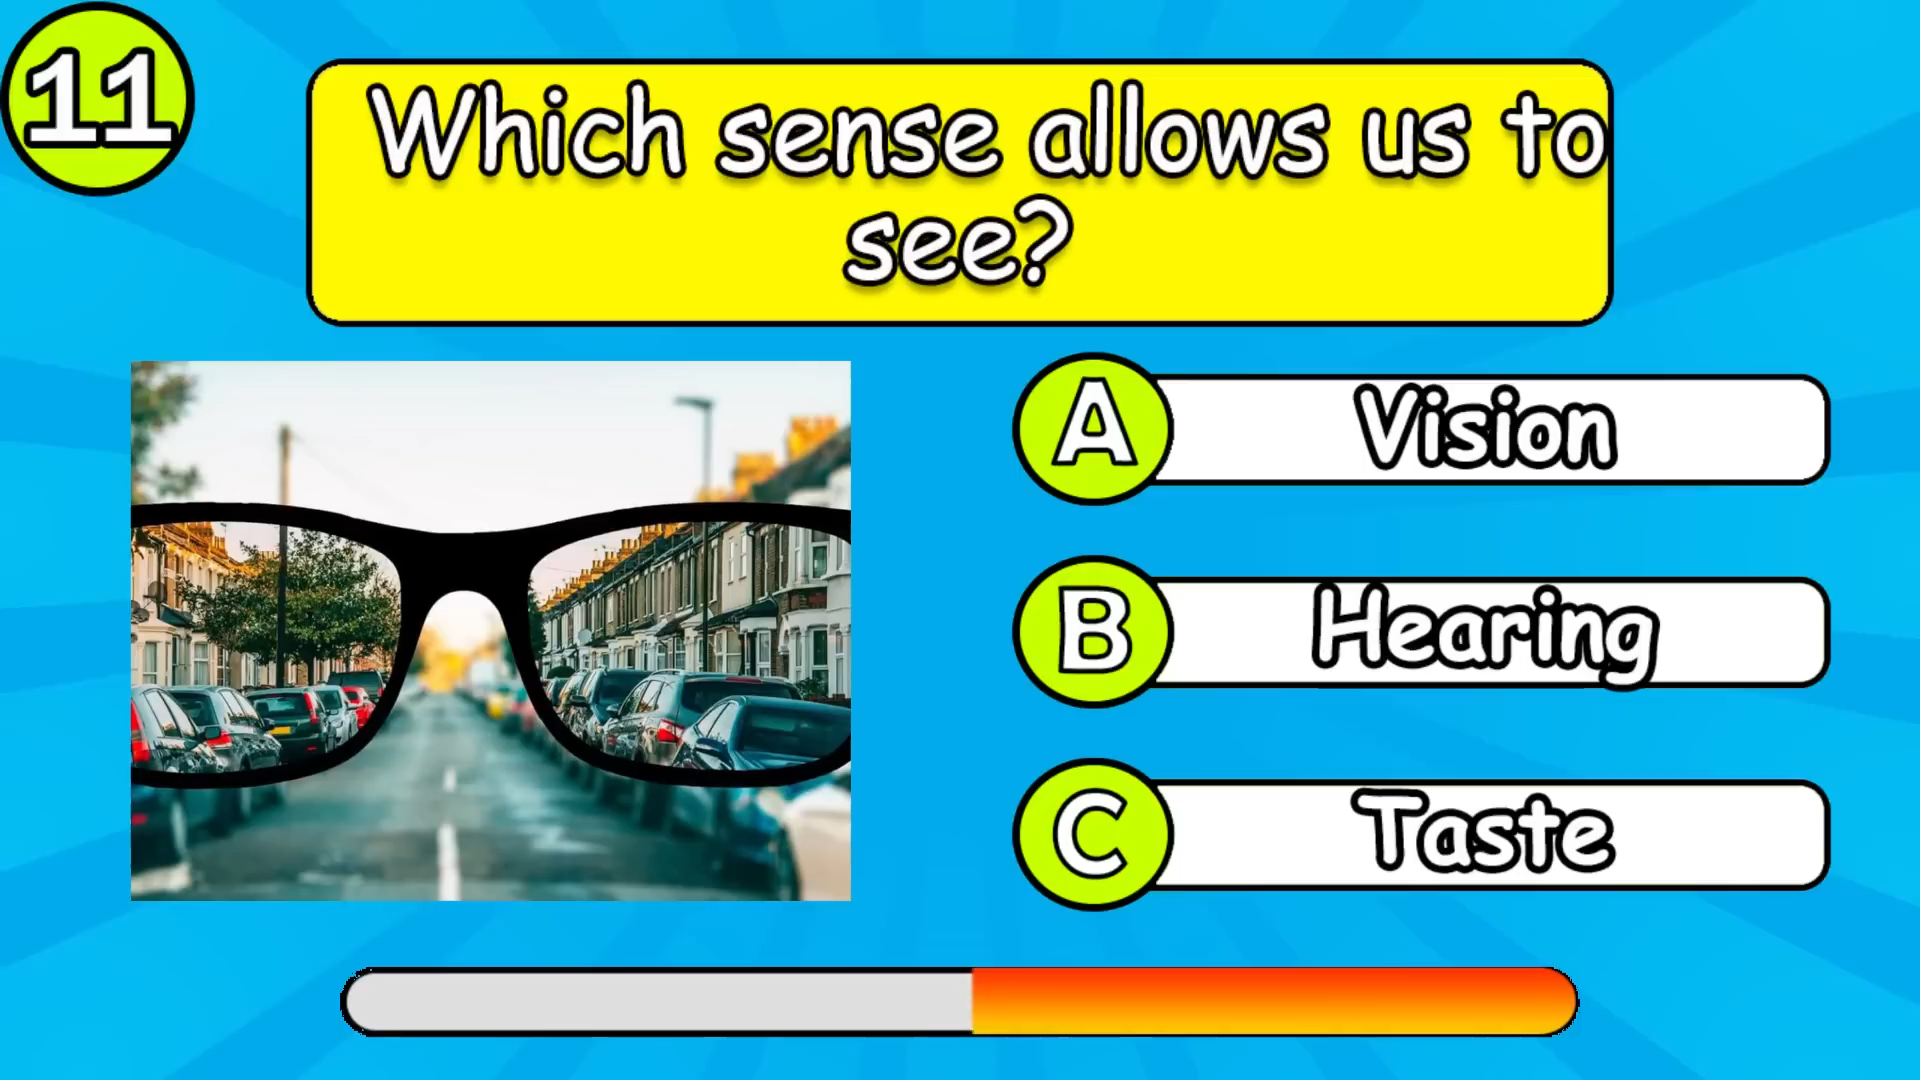 11
Which sense allows us to
see?
A Vision
B Hearing
C Taste